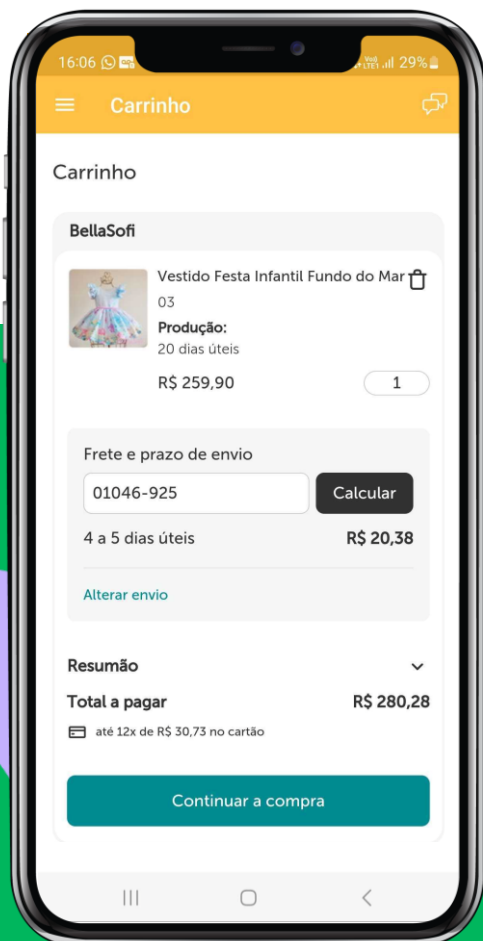 16:06
29%
Carrinho
Carrinho
BellaSofi
Vestido Festa Infantil Fundo do Mar
03
Produção:
20 dias úteis
R$ 259,90
1
Frete e prazo de envio
01046-925
Calcular
4 a 5 dias úteis
R$ 20,38
Alterar envio
Resumão
Total a pagar
R$ 280,28
até 12x de R$ 30,73 no cartão
Continuar a compra